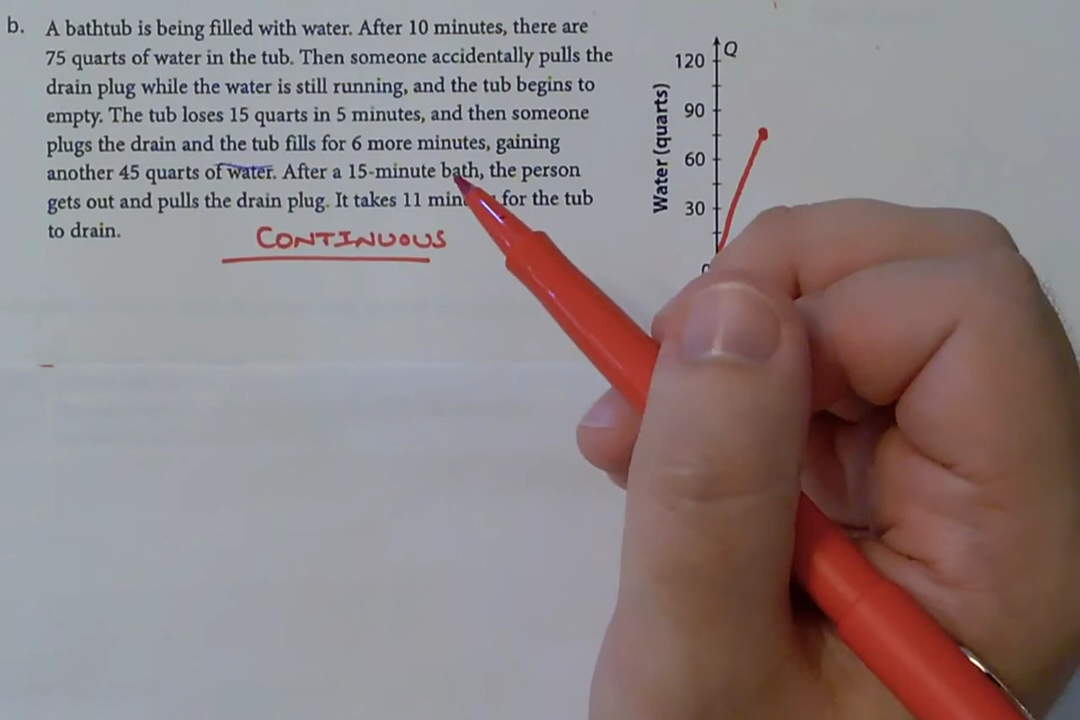 b. A bathtub is being filled with water. After 10 minutes, there are
75 quarts of water in the tub. Then someone accidentally pulls the
drain plug while the water is still running, and the tub begins to
empty. The tub loses 15 quarts in 5 minutes, and then someone
plugs the drain and the tub fills for 6 more minutes, gaining
another 45 quarts of water. After a 15-minute bath, the person
gets out and pulls the drain plug. It takes 11 for the tub
to drain.
CONTINUOUS
Q
120
90
60
30
Water (quarts)